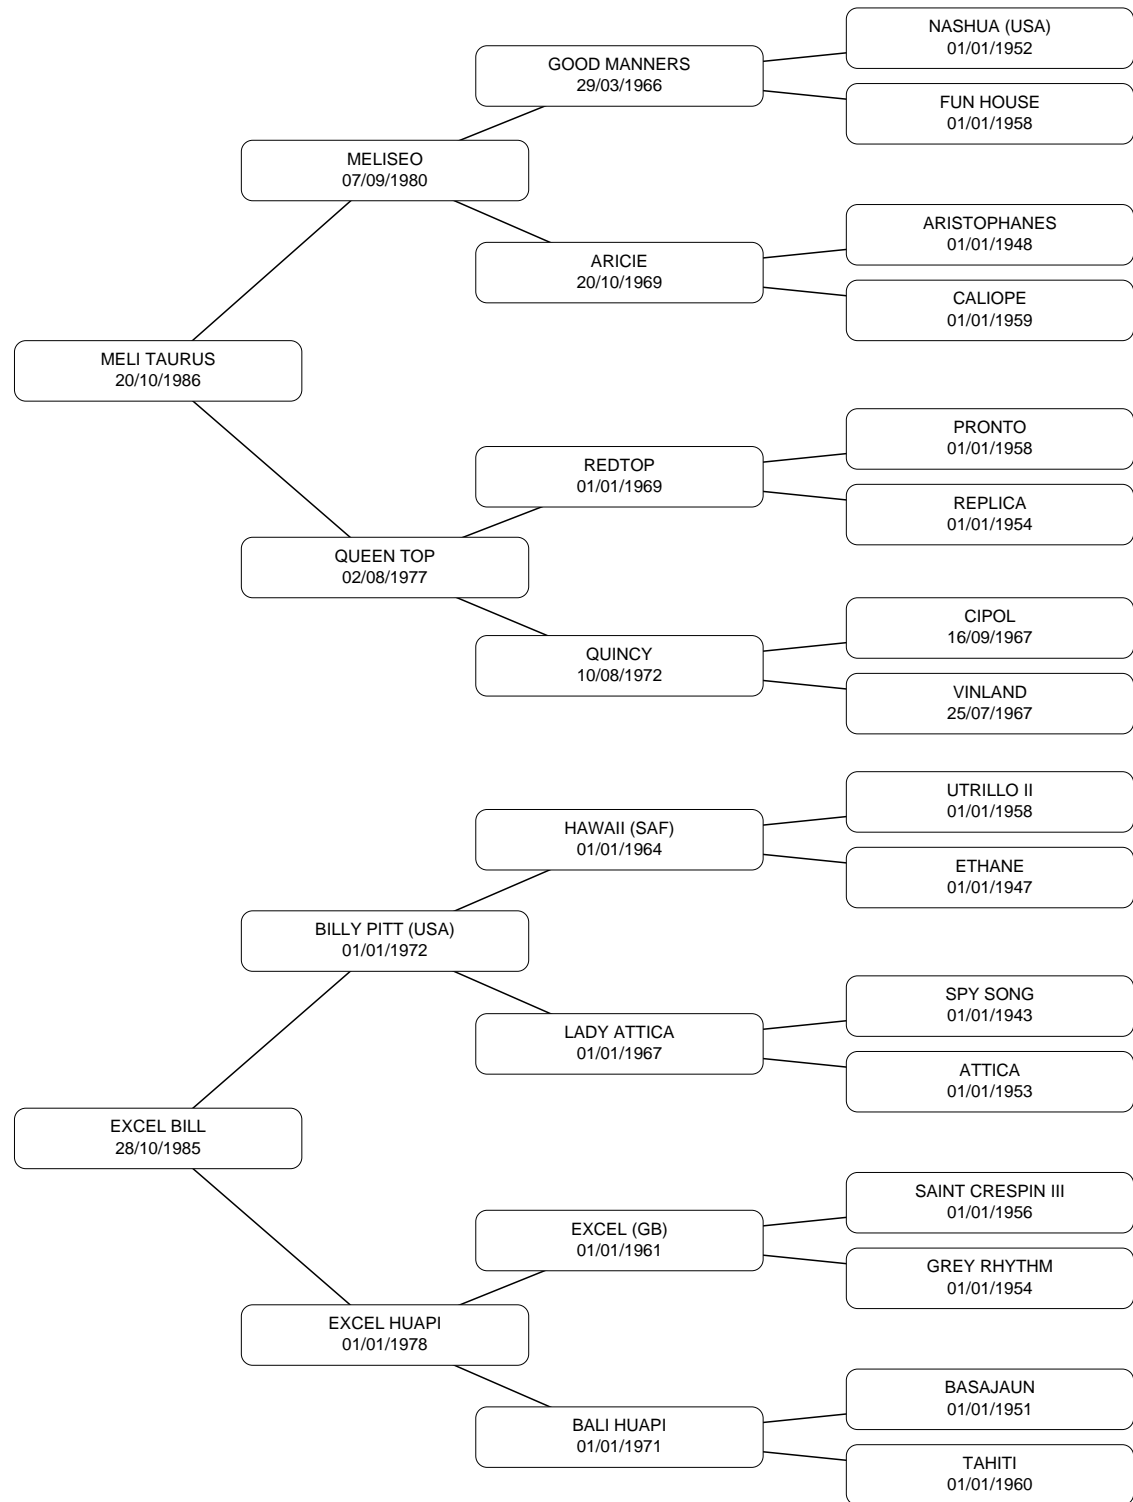 NASHUA (USA)
01/01/1952
GOOD MANNERS
29/03/1966
FUN HOUSE
01/01/1958
MELISEO
07/09/1980
ARISTOPHANES
01/01/1948
ARICIE
20/10/1969
CALIOPE
01/01/1959
MELI TAURUS
20/10/1986
PRONTO
01/01/1958
REDTOP
01/01/1969
REPLICA
01/01/1954
QUEEN TOP
02/08/1977
CIPOL
16/09/1967
QUINCY
10/08/1972
VINLAND
25/07/1967
UTRILLO II
01/01/1958
HAWAII (SAF)
01/01/1964
ETHANE
01/01/1947
BILLY PITT (USA)
01/01/1972
SPY SONG
01/01/1943
LADY ATTICA
01/01/1967
ATTICA
01/01/1953
EXCEL BILL
28/10/1985
SAINT CRESPIN III
01/01/1956
EXCEL (GB)
01/01/1961
GREY RHYTHM
01/01/1954
EXCEL HUAPI
01/01/1978
BASAJAUN
01/01/1951
BALI HUAPI
01/01/1971
TAHITI
01/01/1960